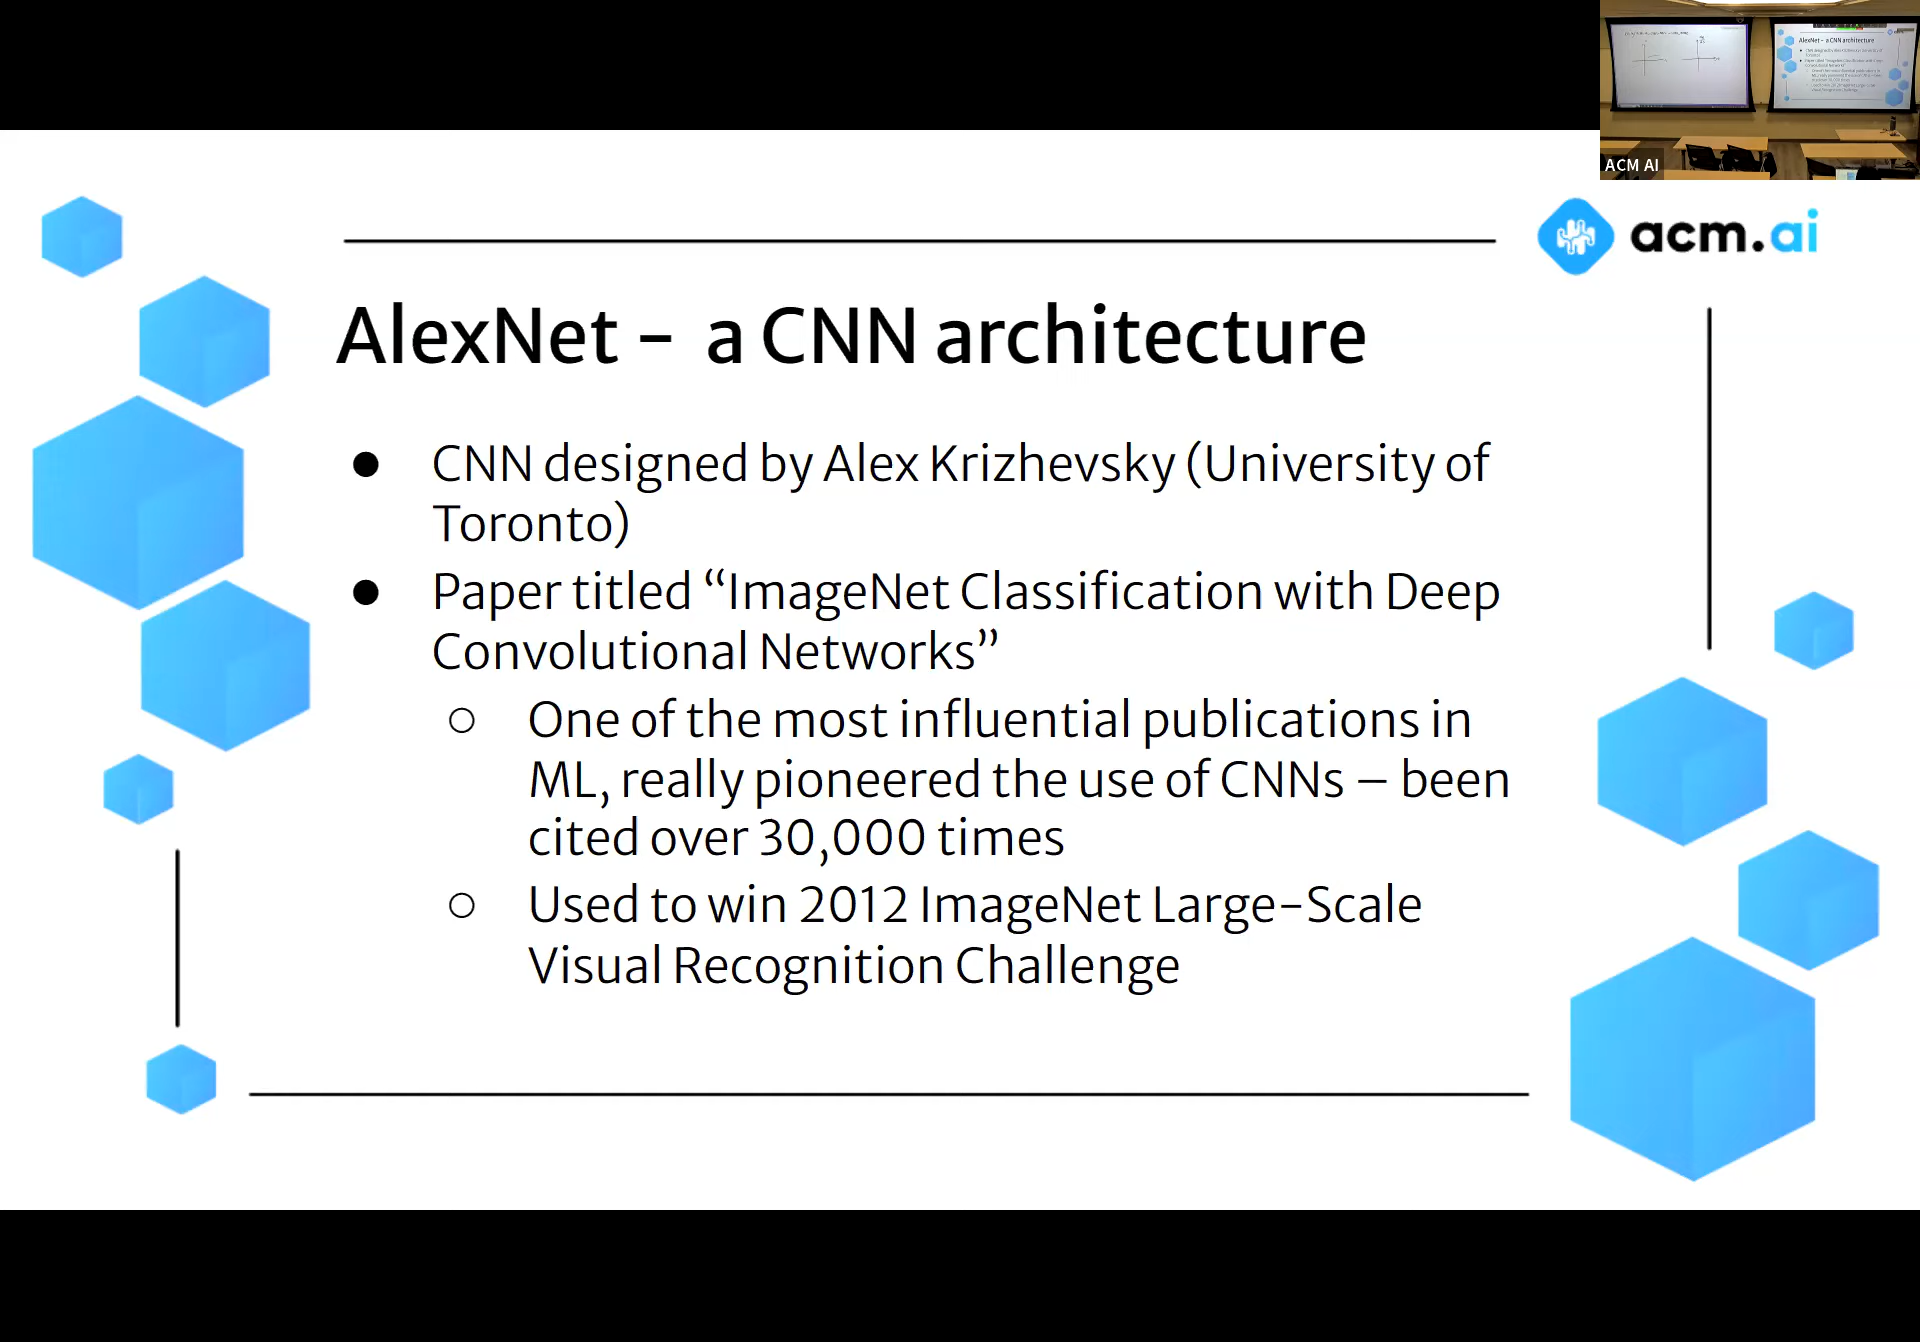 ACM AI
acm.ai
AlexNet - a CNN architecture
● CNN designed by Alex Krizhevsky (University of
Toronto)
● Paper titled “ImageNet Classification with Deep
Convolutional Networks”
○ One of the most influential publications in
ML, really pioneered the use of CNNs – been
cited over 30,000 times
○ Used to win 2012 ImageNet Large-Scale
Visual Recognition Challenge